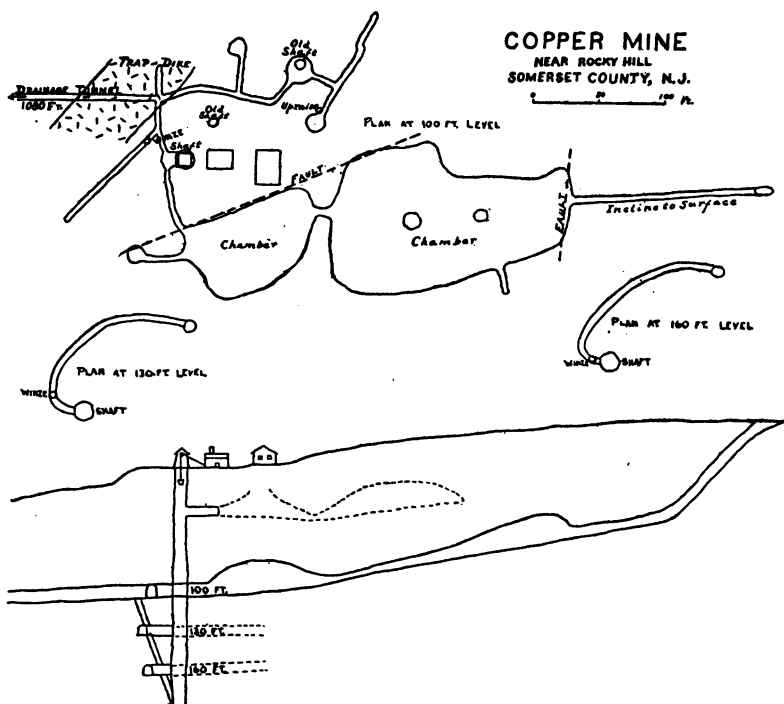 COPPER MINE
NEAR ROCKY HILL
SOMERSET COUNTY, N.J.
0 50 100 Ft.
TRAP DIKE
DRAINAGE TUNNEL
1080 FT.
Old
Shaft
Old
Shaft
Upraise
WINZE
Shaft
PLAN AT 100 FT. LEVEL
FAULT
FAULT
Incline to Surface
Chamber
Chamber
PLAN AT 130 FT. LEVEL
WINZE
SHAFT
PLAN AT 160 FT. LEVEL
WINZE
SHAFT
100 FT.
130 FT.
160 FT.